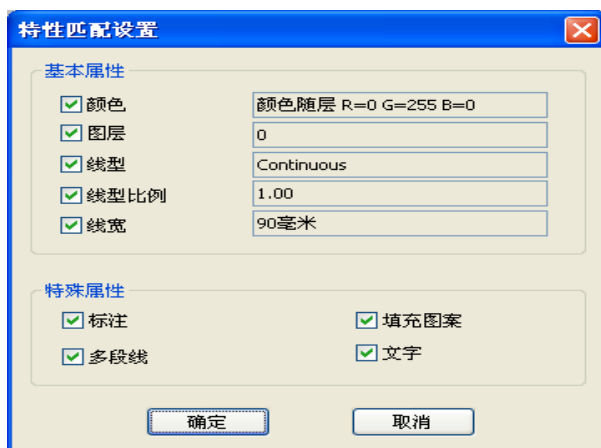 特性匹配设置
基本属性
颜色 颜色随层 R=0 G=255 B=0
图层 0
线型 Continuous
线型比例 1.00
线宽 90毫米
特殊属性
标注 填充图案
多段线 文字
确定 取消